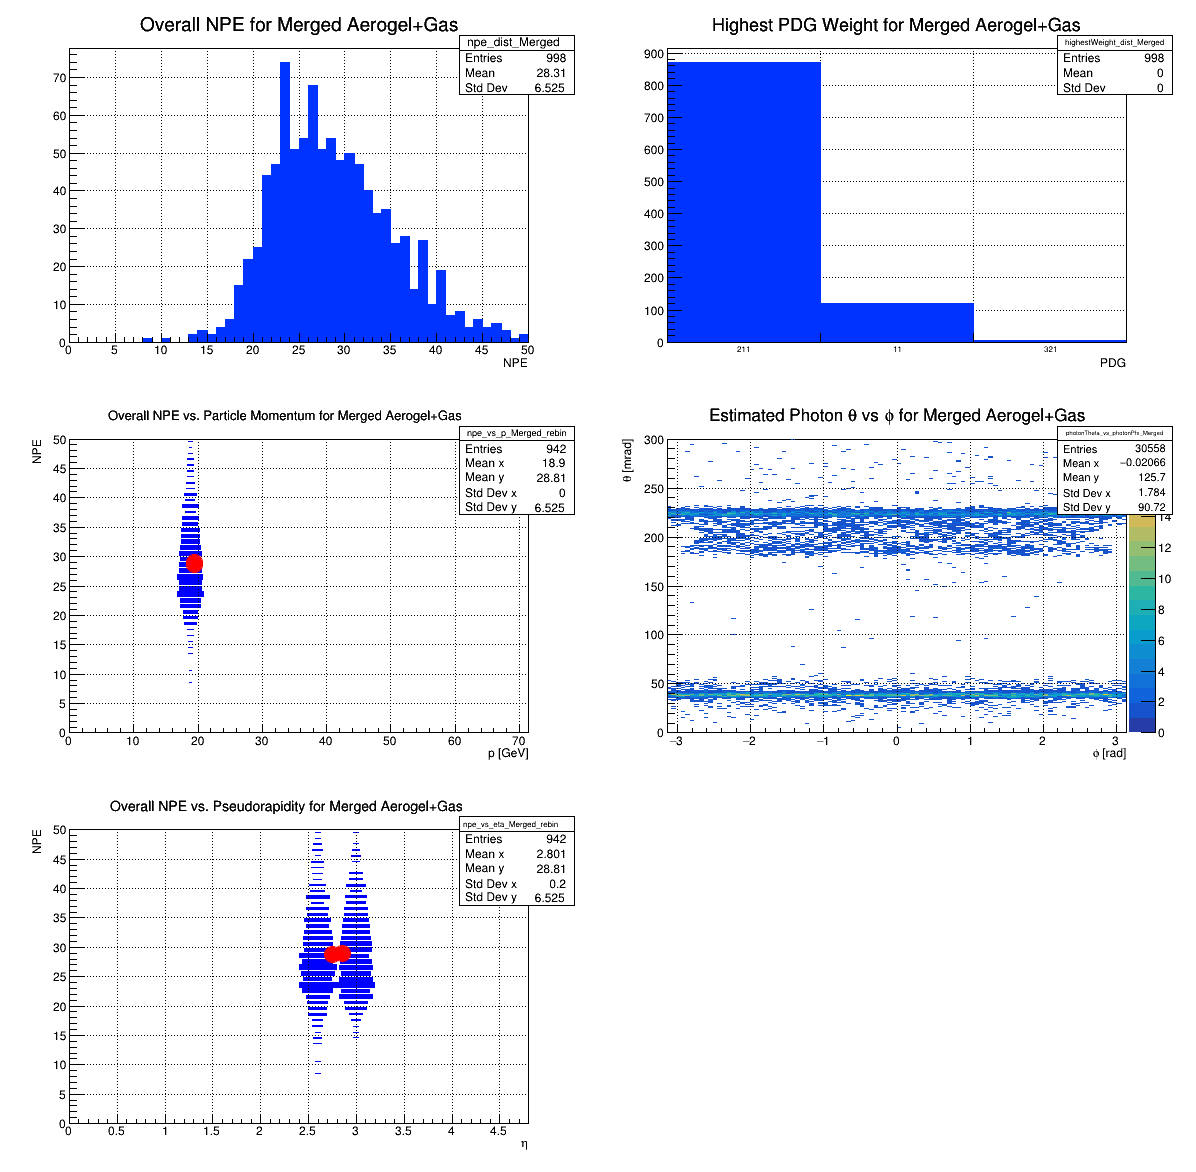 Overall NPE for Merged Aerogel+Gas
npe_dist_Merged
Entries 998
Mean 28.31
Std Dev 6.525
70
60
50
40
30
20
10
0
0 5 10 15 20 25 30 35 40 45 50
NPE
Highest PDG Weight for Merged Aerogel+Gas
highestWeight_dist_Merged
Entries 998
Mean 0
Std Dev 0
900
800
700
600
500
400
300
200
100
0
211 11 321
PDG
Overall NPE vs. Particle Momentum for Merged Aerogel+Gas
npe_vs_p_Merged_rebin
Entries 942
Mean x 18.9
Mean y 28.81
Std Dev x 0
Std Dev y 6.525
NPE
50
45
40
35
30
25
20
15
10
5
0
0 10 20 30 40 50 60 70
p [GeV]
Estimated Photon θ vs ϕ for Merged Aerogel+Gas
photonTheta_vs_photonPhi_Merged
Entries 30558
Mean x −0.02066
Mean y 125.7
Std Dev x 1.784
Std Dev y 90.72
θ [mrad]
300
250
200
150
100
50
0
−3 −2 −1 0 1 2 3
ϕ [rad]
14
12
10
8
6
4
2
0
Overall NPE vs. Pseudorapidity for Merged Aerogel+Gas
npe_vs_eta_Merged_rebin
Entries 942
Mean x 2.801
Mean y 28.81
Std Dev x 0.2
Std Dev y 6.525
NPE
50
45
40
35
30
25
20
15
10
5
0
0 0.5 1 1.5 2 2.5 3 3.5 4 4.5
η